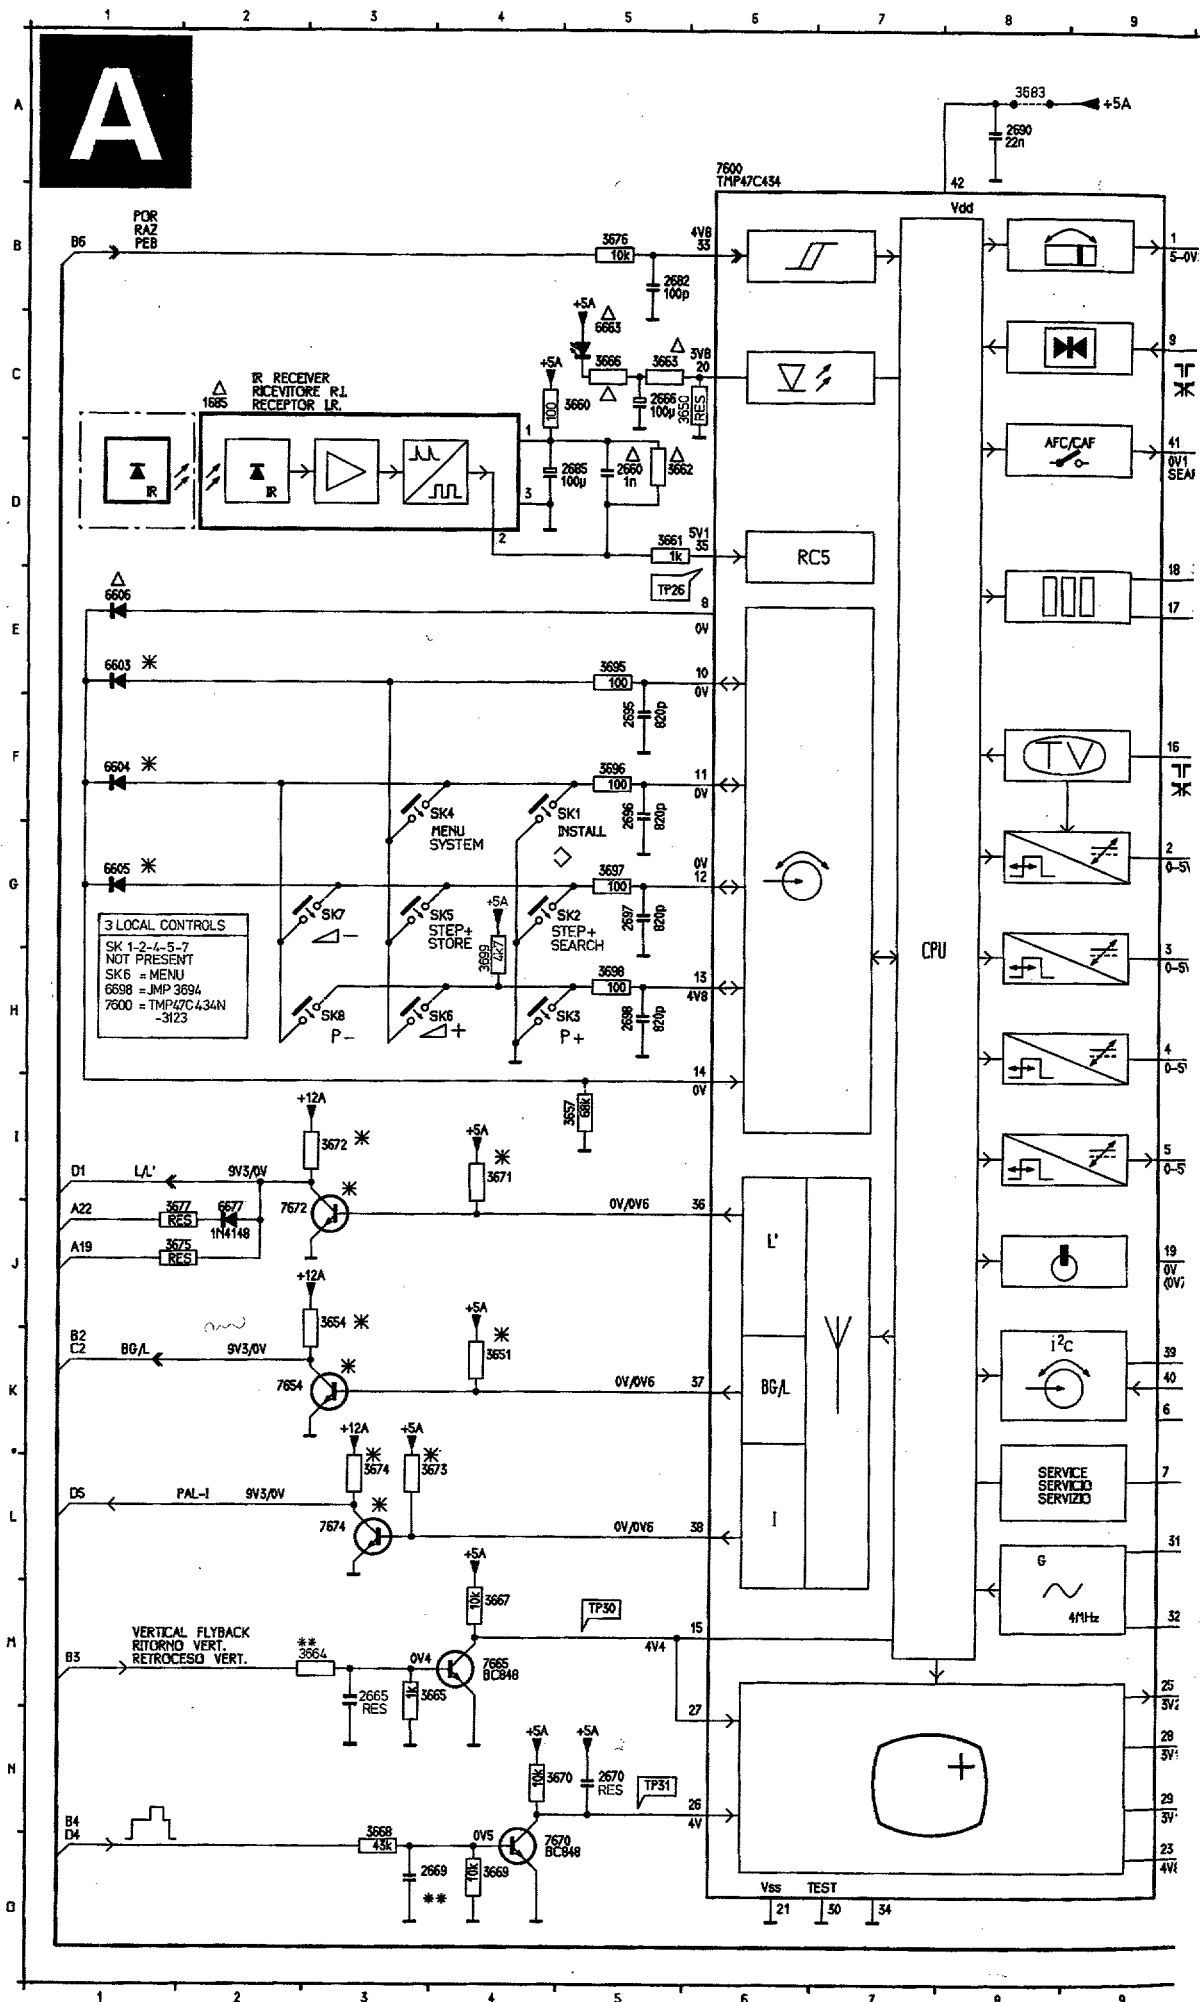 1 2 3 4 5 6 7 8 9
A
A
3683
+5A
2690
22n
7600
TMP47C434
42
Vdd
POR
RAZ
PEB
B
B6
3676
10k
4V8
33
2682
100p
1
+5A
6663
C
IR RECEIVER
RICEVITORE R.I.
RECEPTOR I.R.
1685
+5A
3660
100
3666
3663
3V8
20
2666
100µ
3650
RES
9
D
IR
IR
1
3
2
2685
100µ
2660
1n
3662
AFC/CAF
41
0V1
3661
1k
5V1
35
RC5
TP26
18
17
E
6606
8
0V
6603
3695
100
10
0V
2695
820p
F
6604
3696
100
11
0V
2696
820p
SK4
MENU
SYSTEM
SK1
INSTALL
TV
16
G
6605
3697
100
0V
12
2697
820p
SK7
SK5
STEP+
STORE
+5A
SK2
STEP+
SEARCH
3699
4k7
2
3 LOCAL CONTROLS
SK 1-2-4-5-7
NOT PRESENT
SK6 = MENU
6698 = JMP 3694
7600 = TMP47C434N
-3123
CPU
3
H
3698
100
13
4V8
2698
820p
SK8
P-
SK6
+
SK3
P+
4
14
0V
3657
68k
I
+12A
3672
+5A
3671
5
D1
L/L'
9V3/0V
7672
0V/0V6
36
L'
A22
3677
RES
6677
1N4148
J
A19
3675
RES
19
0V
+12A
3654
+5A
3651
B2
C2
BG/L
9V3/0V
K
7654
0V/0V6
37
BG/L
I²C
39
40
6
+12A
3674
+5A
3673
SERVICE
SERVICIO
SERVIZIO
7
L
D5
PAL-I
9V3/0V
7674
0V/0V6
38
I
+5A
3667
10k
G
4MHz
31
32
M
VERTICAL FLYBACK
RITORNO VERT.
RETROCESO VERT.
TP30
15
4V4
B3
**
3664
0V4
7665
BC848
2665
RES
3665
1k
27
25
28
N
+5A
+5A
3670
10k
2670
RES
TP31
26
4V
29
B4
D4
3668
43k
0V5
7670
BC848
23
2669
**
3669
10k
Vss
TEST
21
30
34
1 2 3 4 5 6 7 8 9